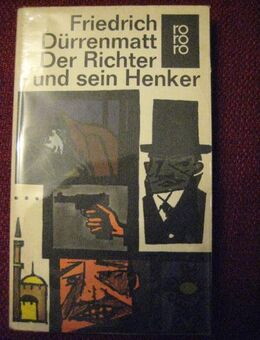 Friedrich
Dürrenmatt
Der Richter
und sein Henker
ro
ro
ro